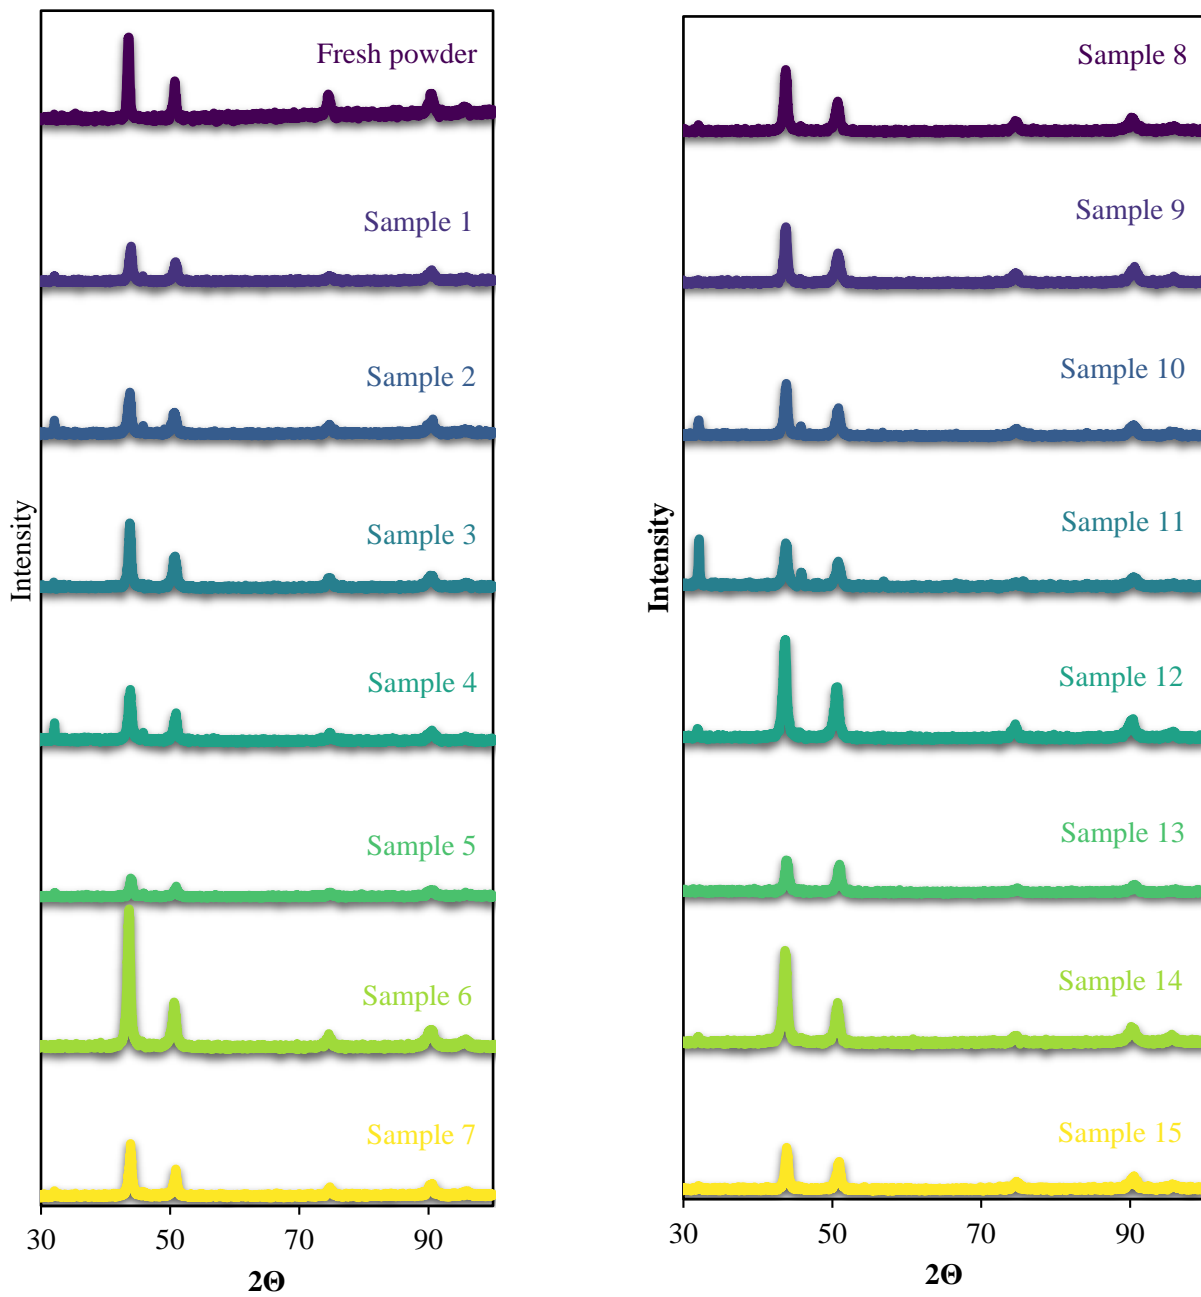 Fresh powder
Sample 1
Sample 2
Sample 3
Sample 4
Sample 5
Sample 6
Sample 7
Intensity
30 50 70 90
2Θ
Sample 8
Sample 9
Sample 10
Sample 11
Sample 12
Sample 13
Sample 14
Sample 15
Intensity
30 50 70 90
2Θ